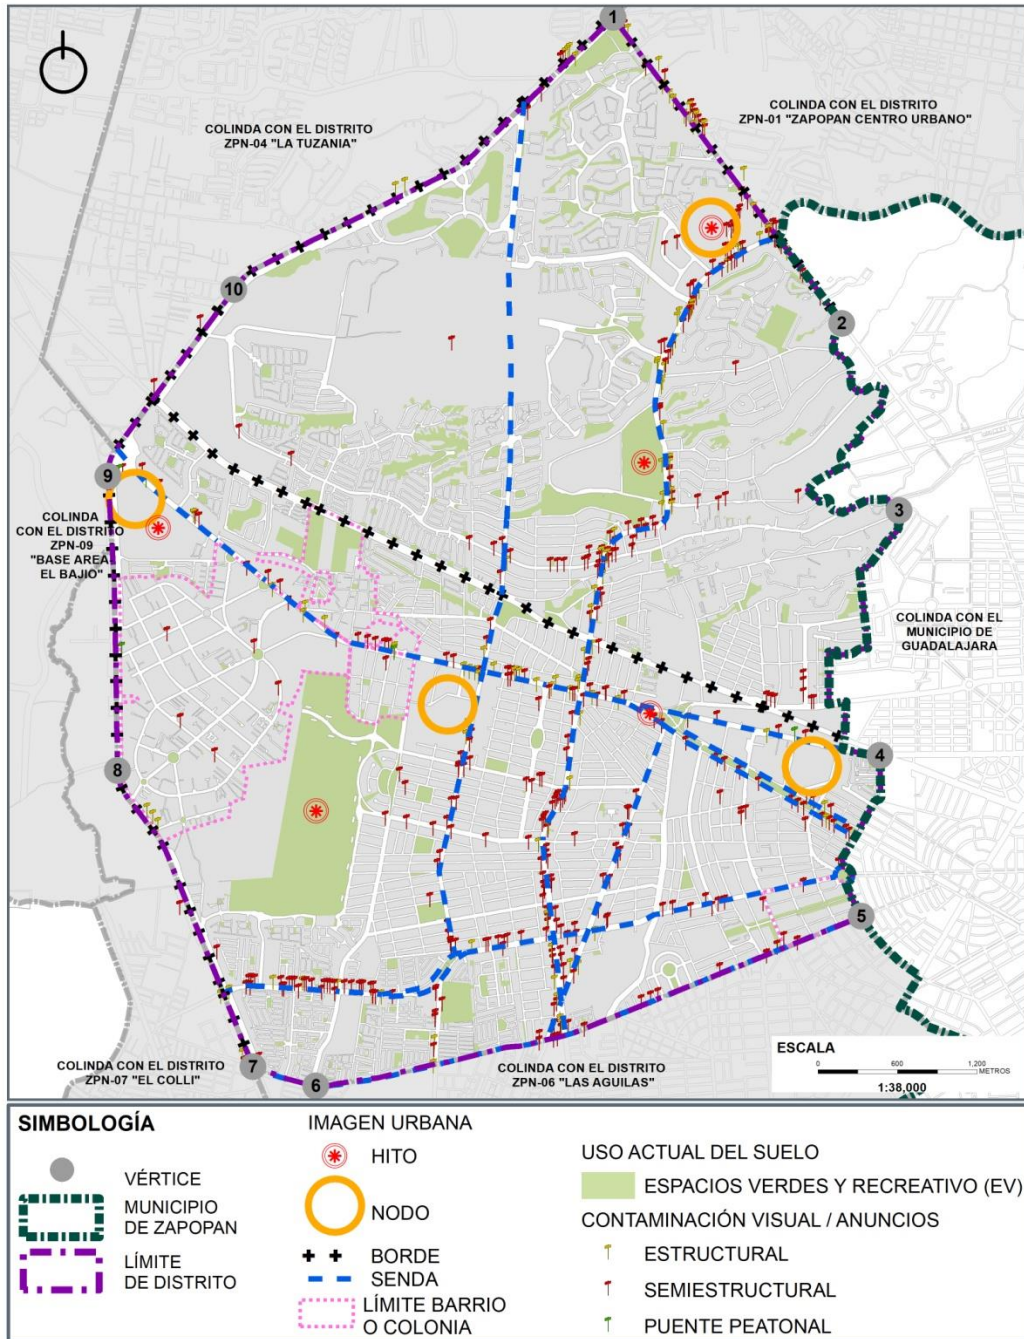 1
COLINDA CON EL DISTRITO
ZPN-04 "LA TUZANIA"
COLINDA CON EL DISTRITO
ZPN-01 "ZAPOPAN CENTRO URBANO"
10
2
9
3
COLINDA
CON EL DISTRITO
ZPN-09
"BASE AREA
EL BAJIO"
COLINDA CON EL
MUNICIPIO DE
GUADALAJARA
4
8
5
COLINDA CON EL DISTRITO
ZPN-07 "EL COLLI"
7
6
COLINDA CON EL DISTRITO
ZPN-06 "LAS AGUILAS"
ESCALA
0 600 1,200
METROS
1:38,000
SIMBOLOGÍA
VÉRTICE
MUNICIPIO
DE ZAPOPAN
LÍMITE
DE DISTRITO
IMAGEN URBANA
HITO
NODO
BORDE
SENDA
LÍMITE BARRIO
O COLONIA
USO ACTUAL DEL SUELO
ESPACIOS VERDES Y RECREATIVO (EV)
CONTAMINACIÓN VISUAL / ANUNCIOS
ESTRUCTURAL
SEMIESTRUCTURAL
PUENTE PEATONAL